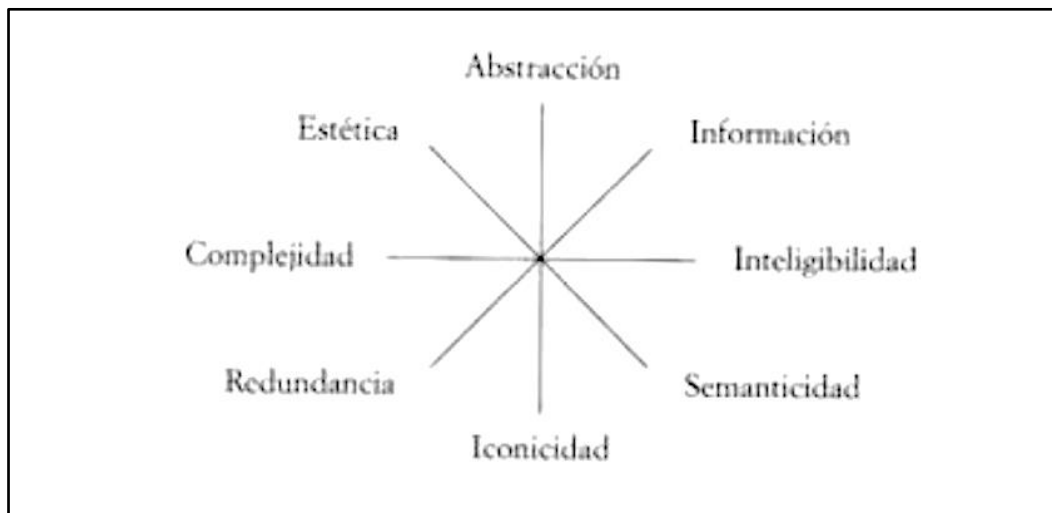 Abstracción
Estética
Información
Complejidad
Inteligibilidad
Redundancia
Semanticidad
Iconicidad